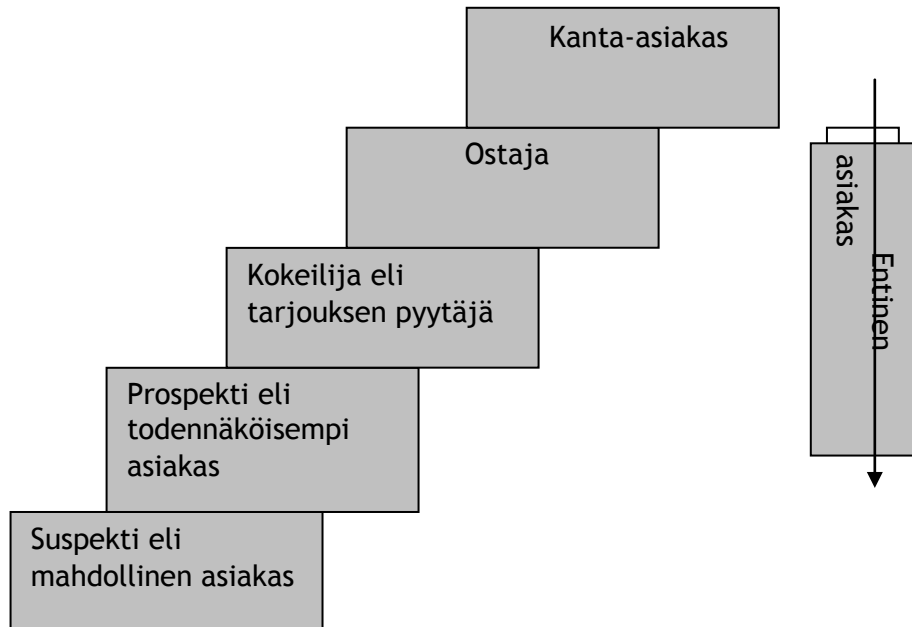 Kanta-asiakas
Ostaja
Kokeilija eli
tarjouksen pyytäjä
Prospekti eli
todennäköisempi
asiakas
Suspekti eli
mahdollinen asiakas
Entinen
asiakas